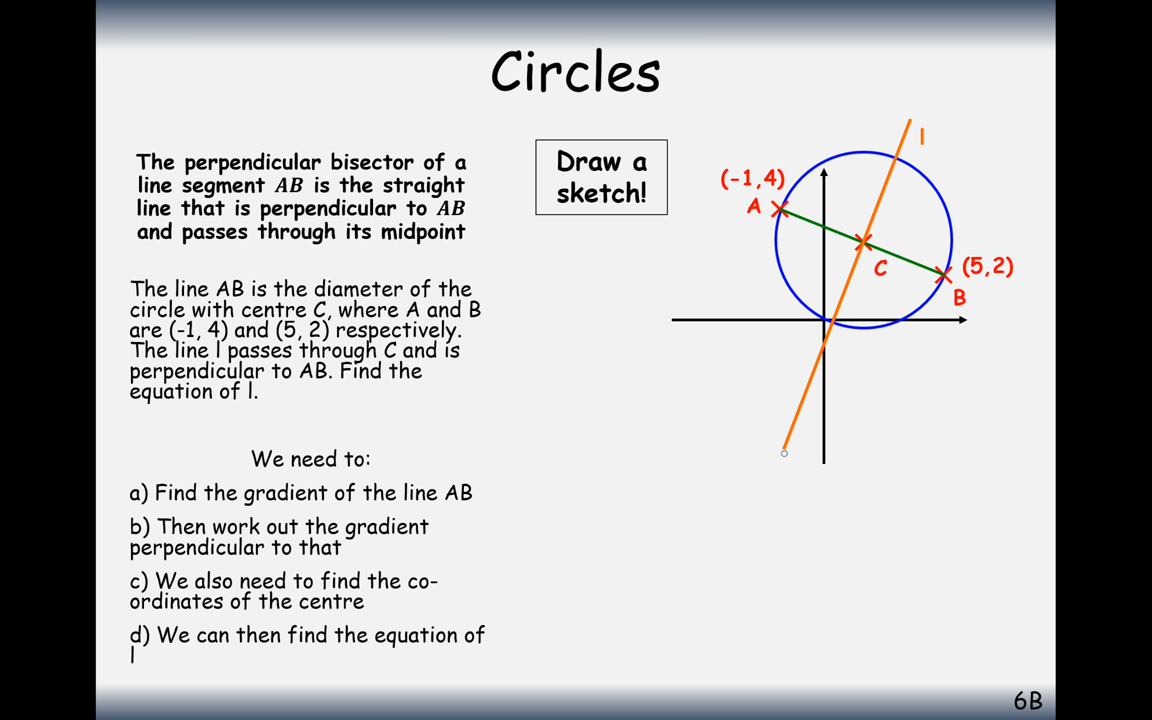 Circles
The perpendicular bisector of a
line segment AB is the straight
line that is perpendicular to AB
and passes through its midpoint
The line AB is the diameter of the
circle with centre C, where A and B
are (-1, 4) and (5, 2) respectively.
The line l passes through C and is
perpendicular to AB. Find the
equation of l.
We need to:
a) Find the gradient of the line AB
b) Then work out the gradient
perpendicular to that
c) We also need to find the co-
ordinates of the centre
d) We can then find the equation of
l
Draw a
sketch!
l
(-1,4)
A
C
(5,2)
B
6B